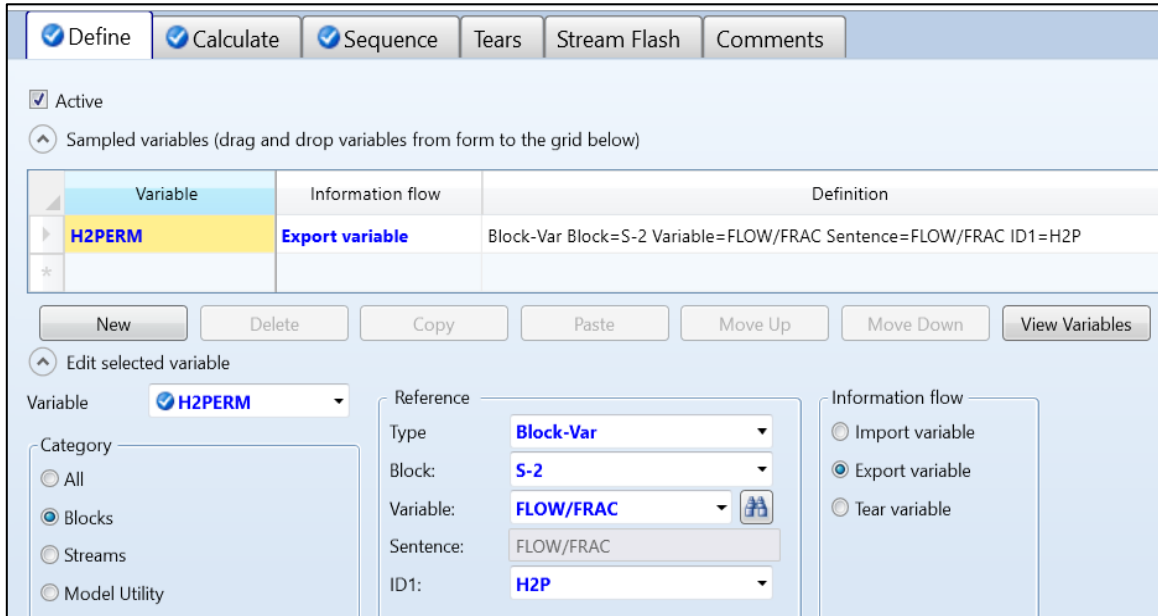 Define Calculate Sequence Tears Stream Flash Comments
Active
Sampled variables (drag and drop variables from form to the grid below)
Variable Information flow Definition
H2PERM Export variable Block-Var Block=S-2 Variable=FLOW/FRAC Sentence=FLOW/FRAC ID1=H2P
*
New Delete Copy Paste Move Up Move Down View Variables
Edit selected variable
Variable H2PERM
Category
All
Blocks
Streams
Model Utility
Reference
Type Block-Var
Block: S-2
Variable: FLOW/FRAC
Sentence: FLOW/FRAC
ID1: H2P
Information flow
Import variable
Export variable
Tear variable